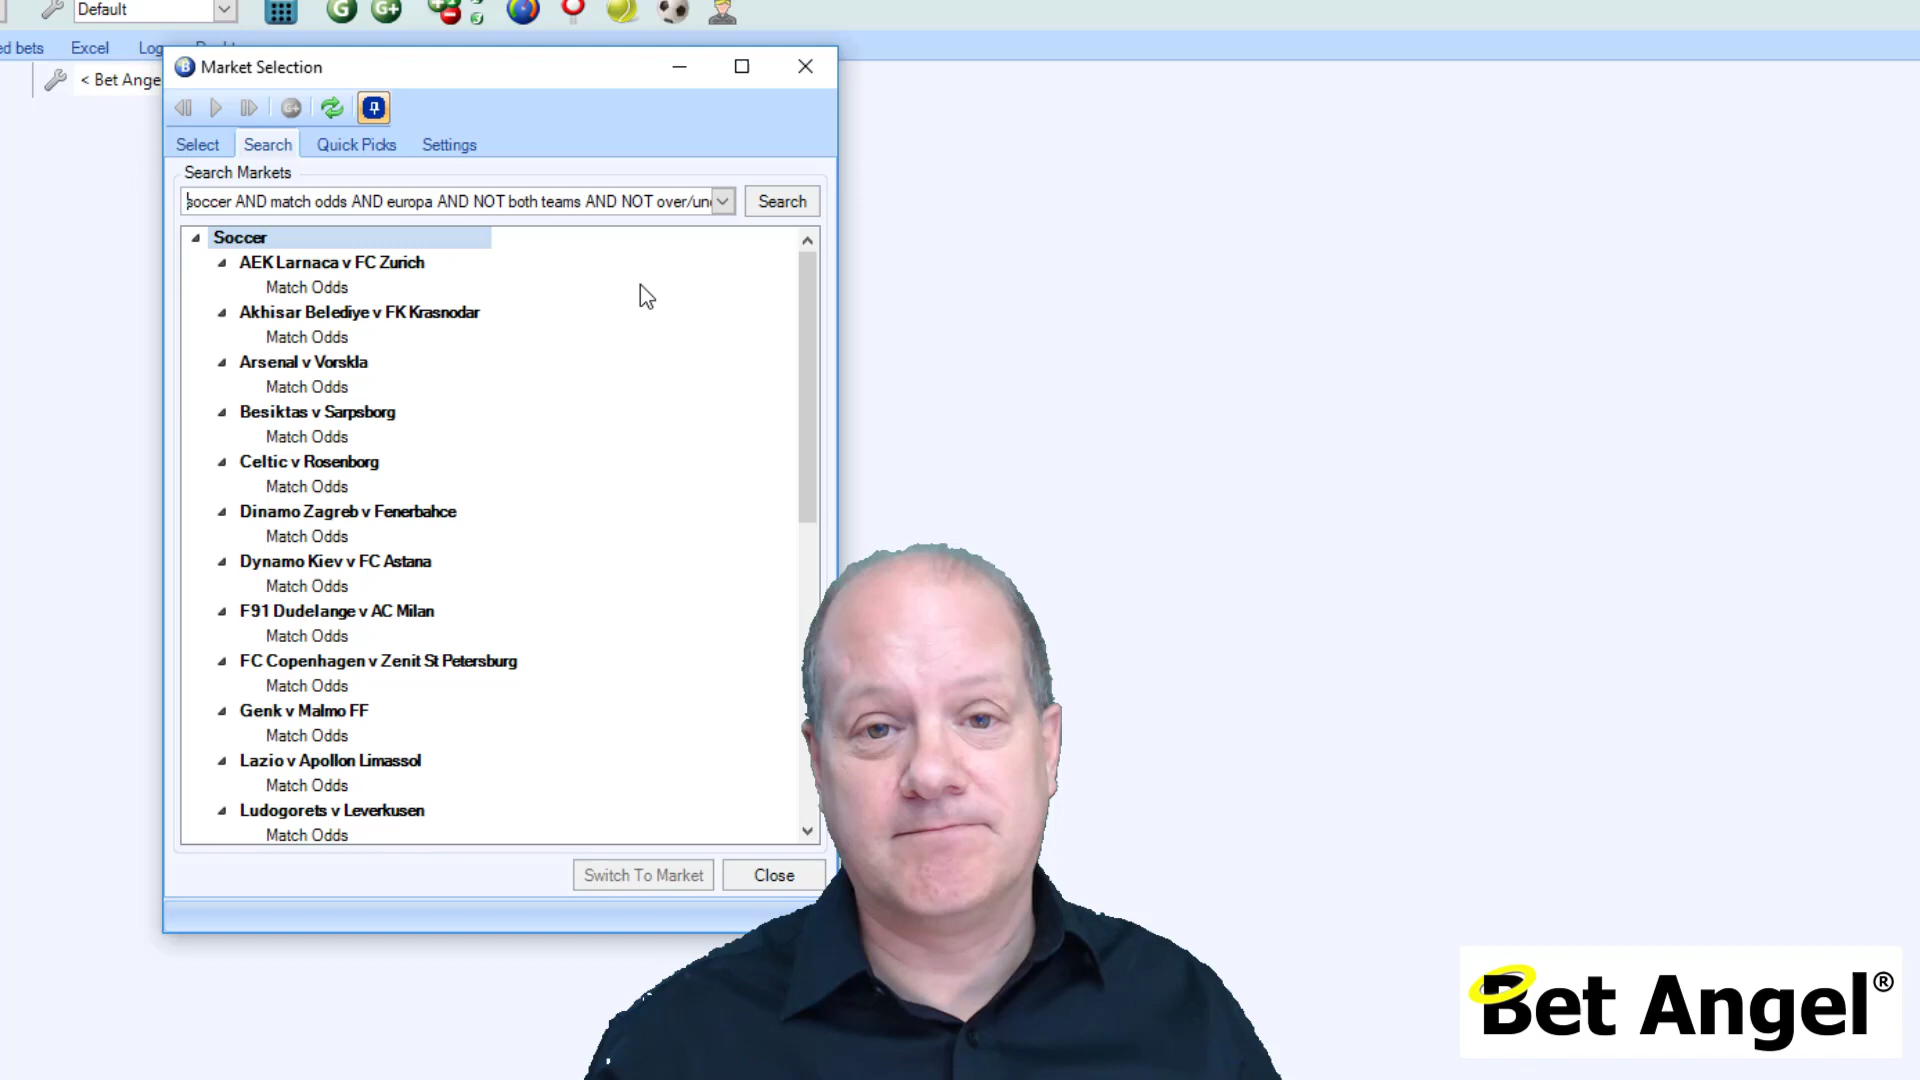 Default
ed bets Excel Log
< Bet Ange
Market Selection
Select Search Quick Picks Settings
Search Markets
soccer AND match odds AND europa AND NOT both teams AND NOT over/un
Search
Soccer
AEK Larnaca v FC Zurich
Match Odds
Akhisar Belediye v FK Krasnodar
Match Odds
Arsenal v Vorskla
Match Odds
Besiktas v Sarpsborg
Match Odds
Celtic v Rosenborg
Match Odds
Dinamo Zagreb v Fenerbahce
Match Odds
Dynamo Kiev v FC Astana
Match Odds
F91 Dudelange v AC Milan
Match Odds
FC Copenhagen v Zenit St Petersburg
Match Odds
Genk v Malmo FF
Match Odds
Lazio v Apollon Limassol
Match Odds
Ludogorets v Leverkusen
Match Odds
Switch To Market Close
Bet Angel®